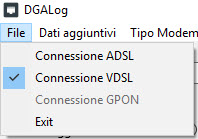 DGALog
File Dati aggiuntivi Tipo Modem
Connessione ADSL
Connessione VDSL
Connessione GPON
Exit